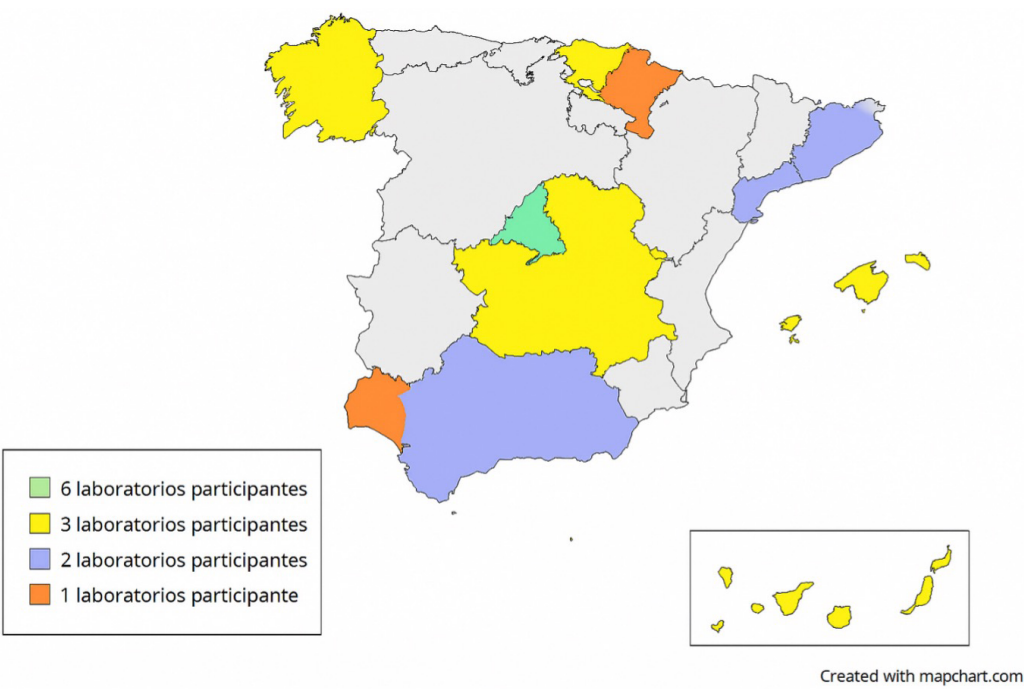 6 laboratorios participantes
3 laboratorios participantes
2 laboratorios participantes
1 laboratorios participante
Created with mapchart.com